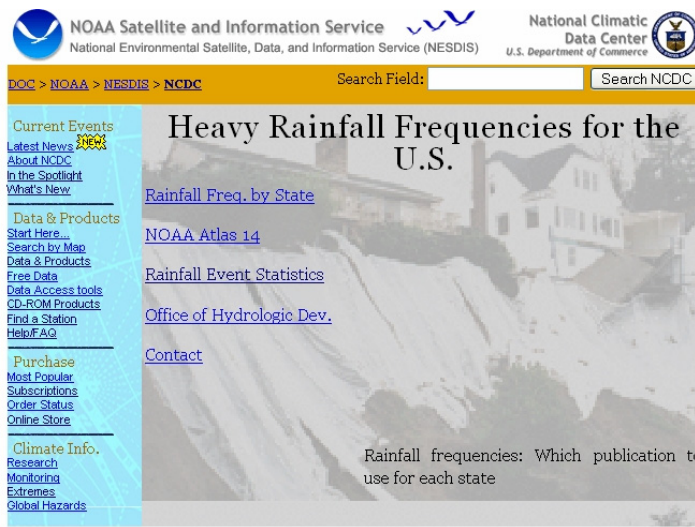 NOAA Satellite and Information Service
National Environmental Satellite, Data, and Information Service (NESDIS)
National Climatic
Data Center
U.S. Department of Commerce
DOC > NOAA > NESDIS > NCDC
Search Field:
Search NCDC
Current Events
Latest News NEW
About NCDC
In the Spotlight
What's New
Data & Products
Start Here...
Search by Map
Data & Products
Free Data
Data Access tools
CD-ROM Products
Find a Station
Help/FAQ
Purchase
Most Popular
Subscriptions
Order Status
Online Store
Climate Info.
Research
Monitoring
Extremes
Global Hazards
Heavy Rainfall Frequencies for the
U.S.
Rainfall Freq. by State
NOAA Atlas 14
Rainfall Event Statistics
Office of Hydrologic Dev.
Contact
Rainfall frequencies: Which publication t
use for each state